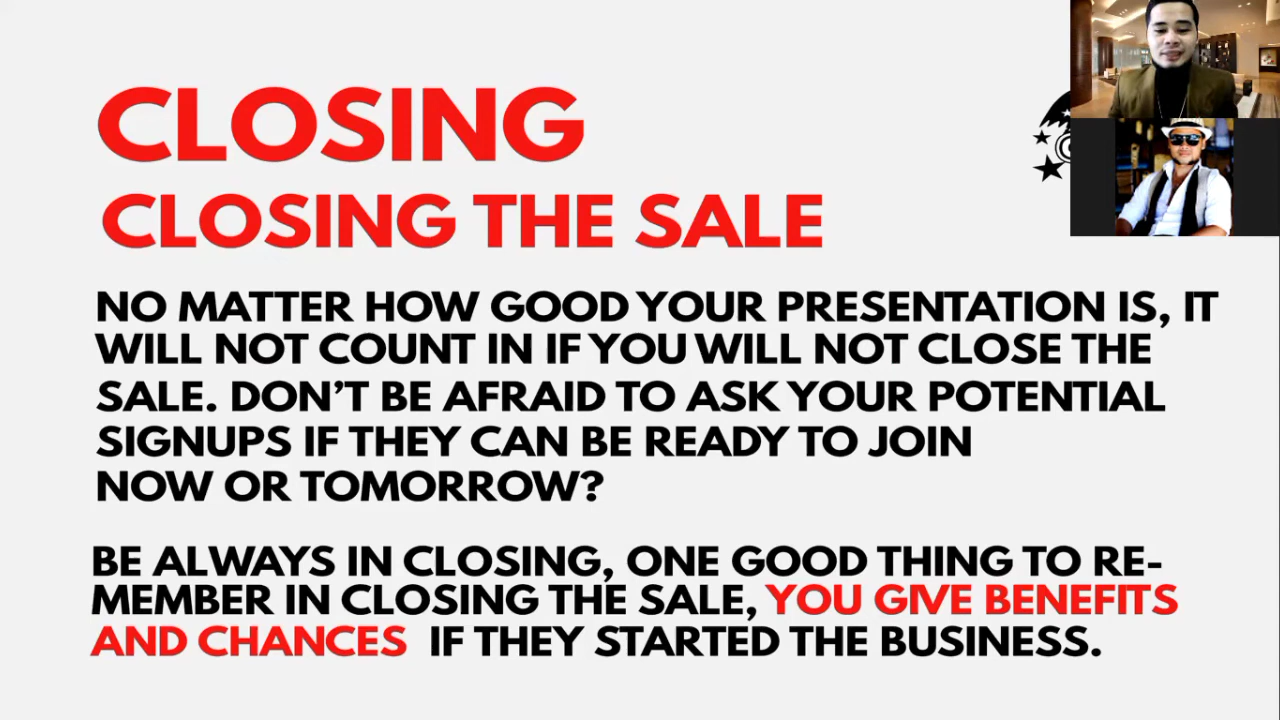 CLOSING
CLOSING THE SALE
NO MATTER HOW GOOD YOUR PRESENTATION IS, IT
WILL NOT COUNT IN IF YOU WILL NOT CLOSE THE
SALE. DON'T BE AFRAID TO ASK YOUR POTENTIAL
SIGNUPS IF THEY CAN BE READY TO JOIN
NOW OR TOMORROW?
BE ALWAYS IN CLOSING, ONE GOOD THING TO RE-
MEMBER IN CLOSING THE SALE, YOU GIVE BENEFITS
AND CHANCES IF THEY STARTED THE BUSINESS.